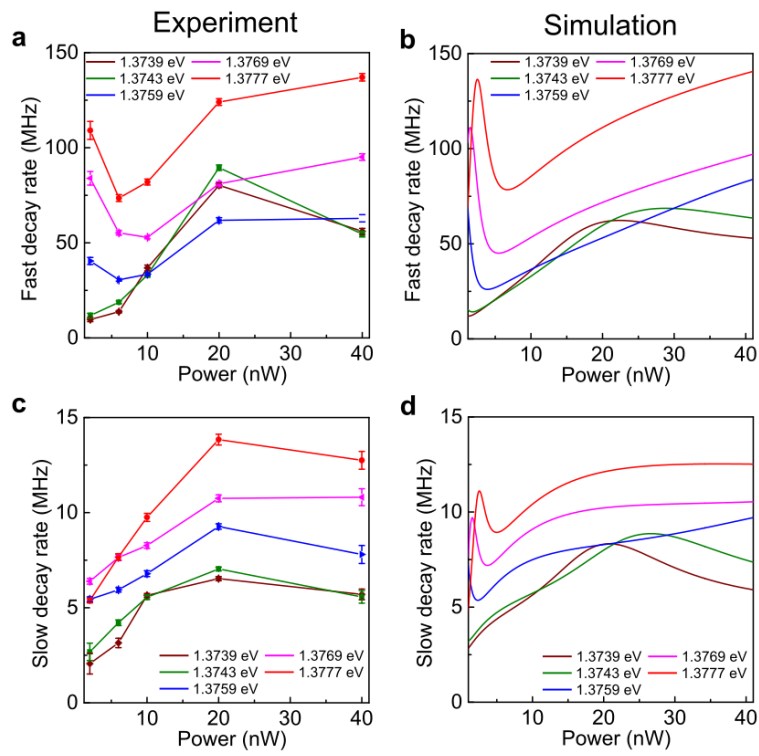 Experiment
Simulation
a
b
1.3739 eV
1.3769 eV
1.3743 eV
1.3777 eV
1.3759 eV
1.3739 eV
1.3769 eV
1.3743 eV
1.3777 eV
1.3759 eV
Fast decay rate (MHz)
150
100
50
0
0
10
20
30
40
Power (nW)
Fast decay rate (MHz)
150
100
50
0
0
10
20
30
40
Power (nW)
c
d
Slow decay rate (MHz)
15
10
5
0
0
10
20
30
40
Power (nW)
1.3739 eV
1.3769 eV
1.3743 eV
1.3777 eV
1.3759 eV
Slow decay rate (MHz)
15
10
5
0
0
10
20
30
40
Power (nW)
1.3739 eV
1.3769 eV
1.3743 eV
1.3777 eV
1.3759 eV